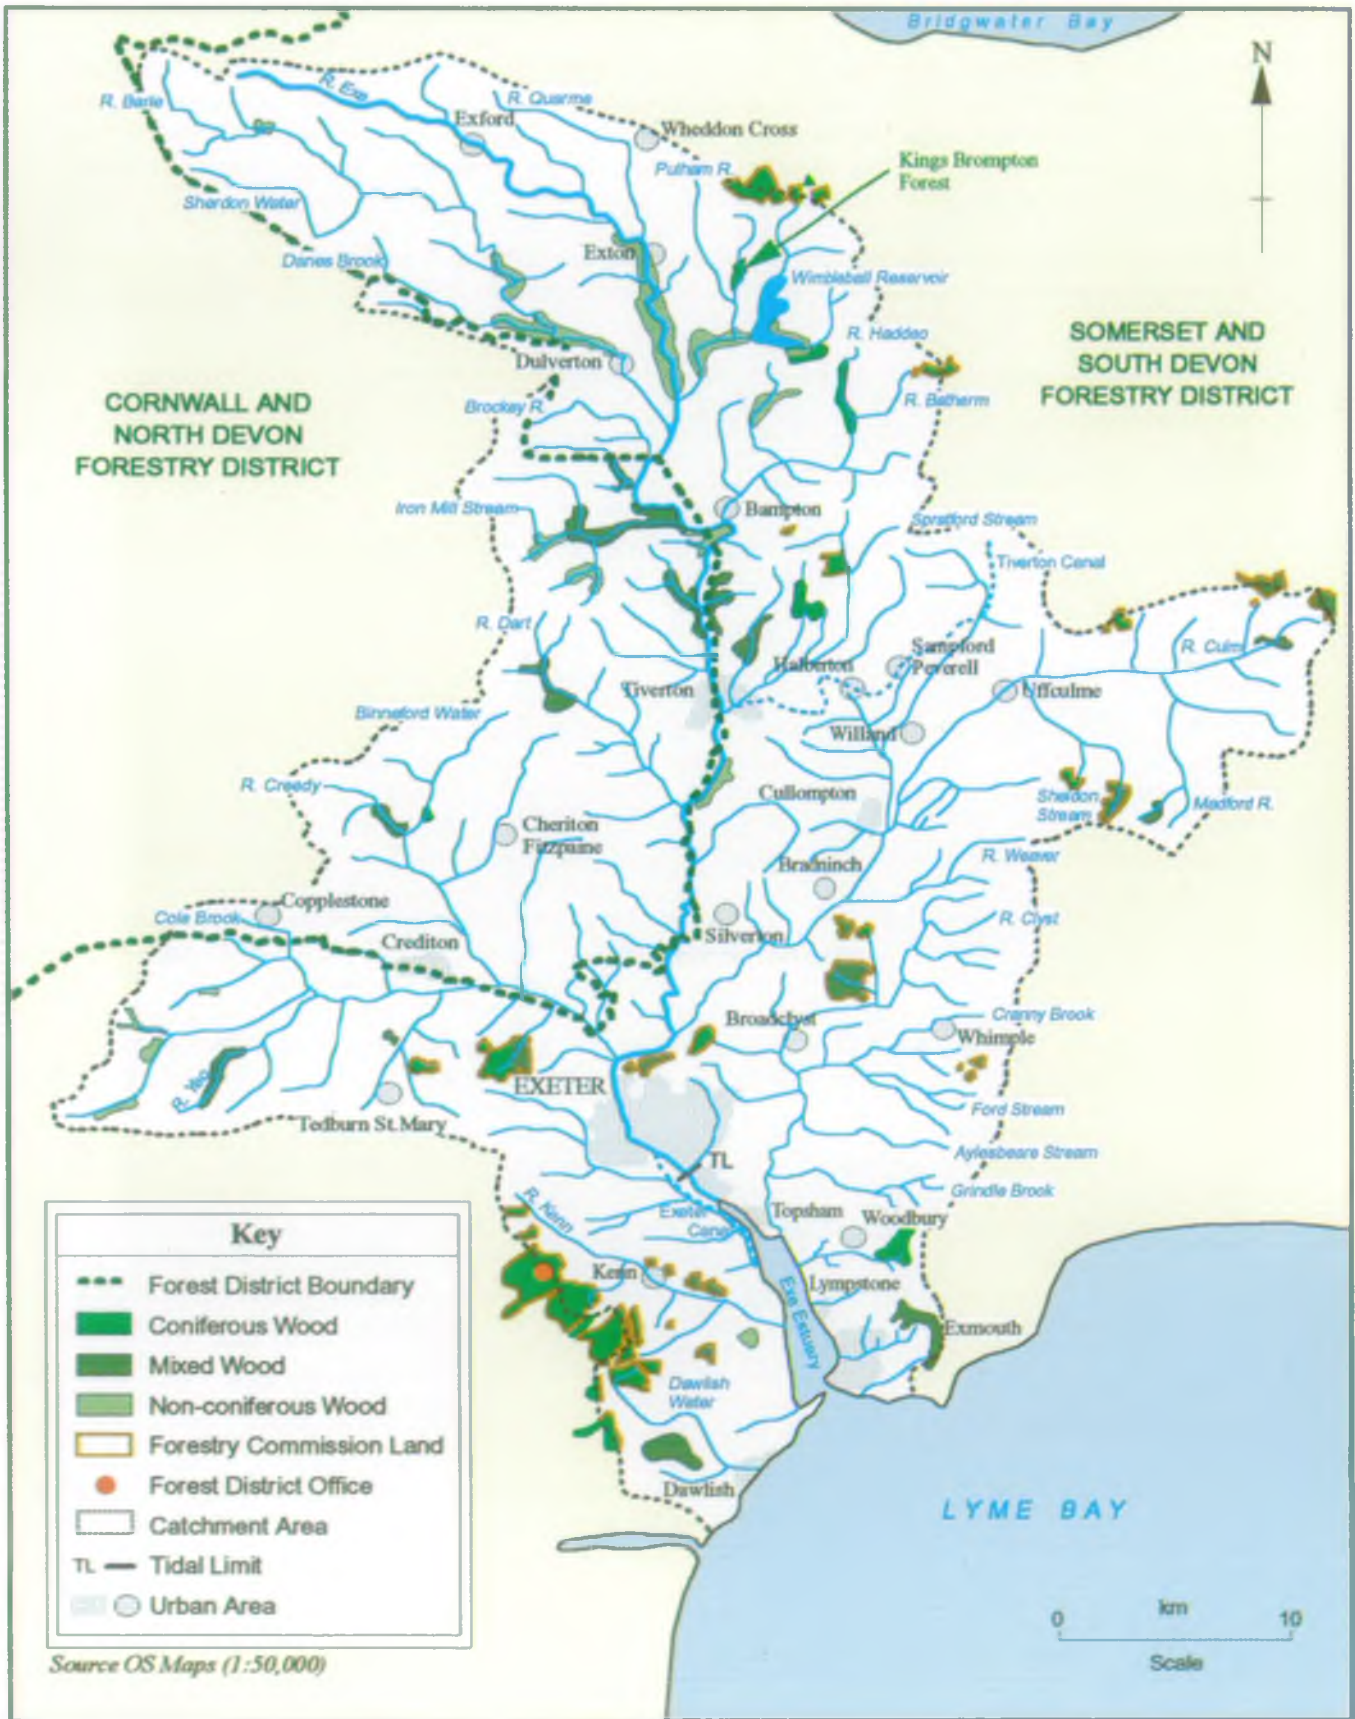 Bridgwater Bay
N
R. Barle
R. Exe
R. Quarme
Exford
Wheddon Cross
Pulham R.
Kings Brompton
Forest
Sherdon Water
Danes Brook
Exton
Wimbleball Reservoir
R. Haddeo
SOMERSET AND
SOUTH DEVON
FORESTRY DISTRICT
Dulverton
CORNWALL AND
NORTH DEVON
FORESTRY DISTRICT
Brockey R.
R. Batherm
Iron Mill Stream
Bampton
Spratford Stream
Tiverton Canal
R. Dart
Halberton
Sampford
Peverell
R. Culm
Tiverton
Uffculme
Binneford Water
Willand
R. Creedy
Cullompton
Sheldon
Stream
Madford R.
Cheriton
Fitzpaine
Bradninch
R. Weaver
Copplestone
Cole Brook
R. Clyst
Crediton
Silverton
Broadclyst
Cranny Brook
Whimple
R. Yeo
EXETER
Ford Stream
Tedburn St. Mary
Aylesbeare Stream
TL
Grindle Brook
R. Kenn
Exeter
Canal
Topsham
Woodbury
Kenn
Lympstone
Exe Estuary
Exmouth
Dawlish
Water
Dawlish
LYME BAY
Key
Forest District Boundary
Coniferous Wood
Mixed Wood
Non-coniferous Wood
Forestry Commission Land
Forest District Office
Catchment Area
TL Tidal Limit
Urban Area
Source OS Maps (1:50,000)
km
0 10
Scale